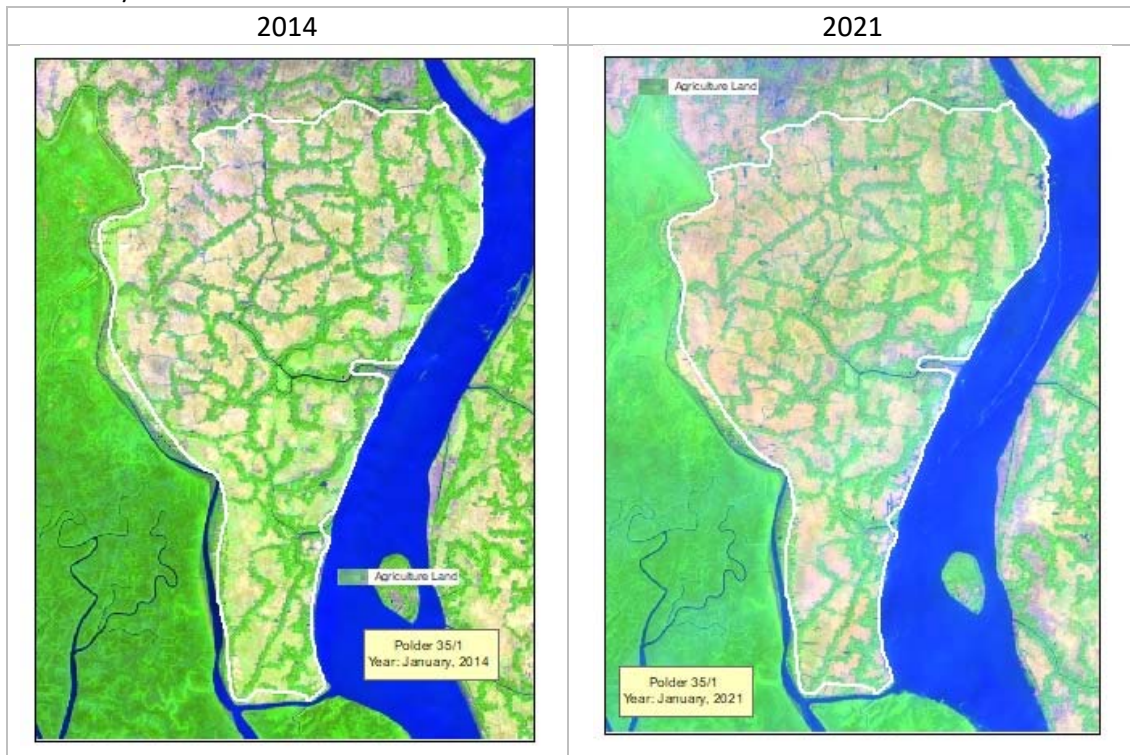 2014
2021
Agriculture Land
Agriculture Land
Polder 35/1
Year: January, 2014
Polder 35/1
Year: January, 2021